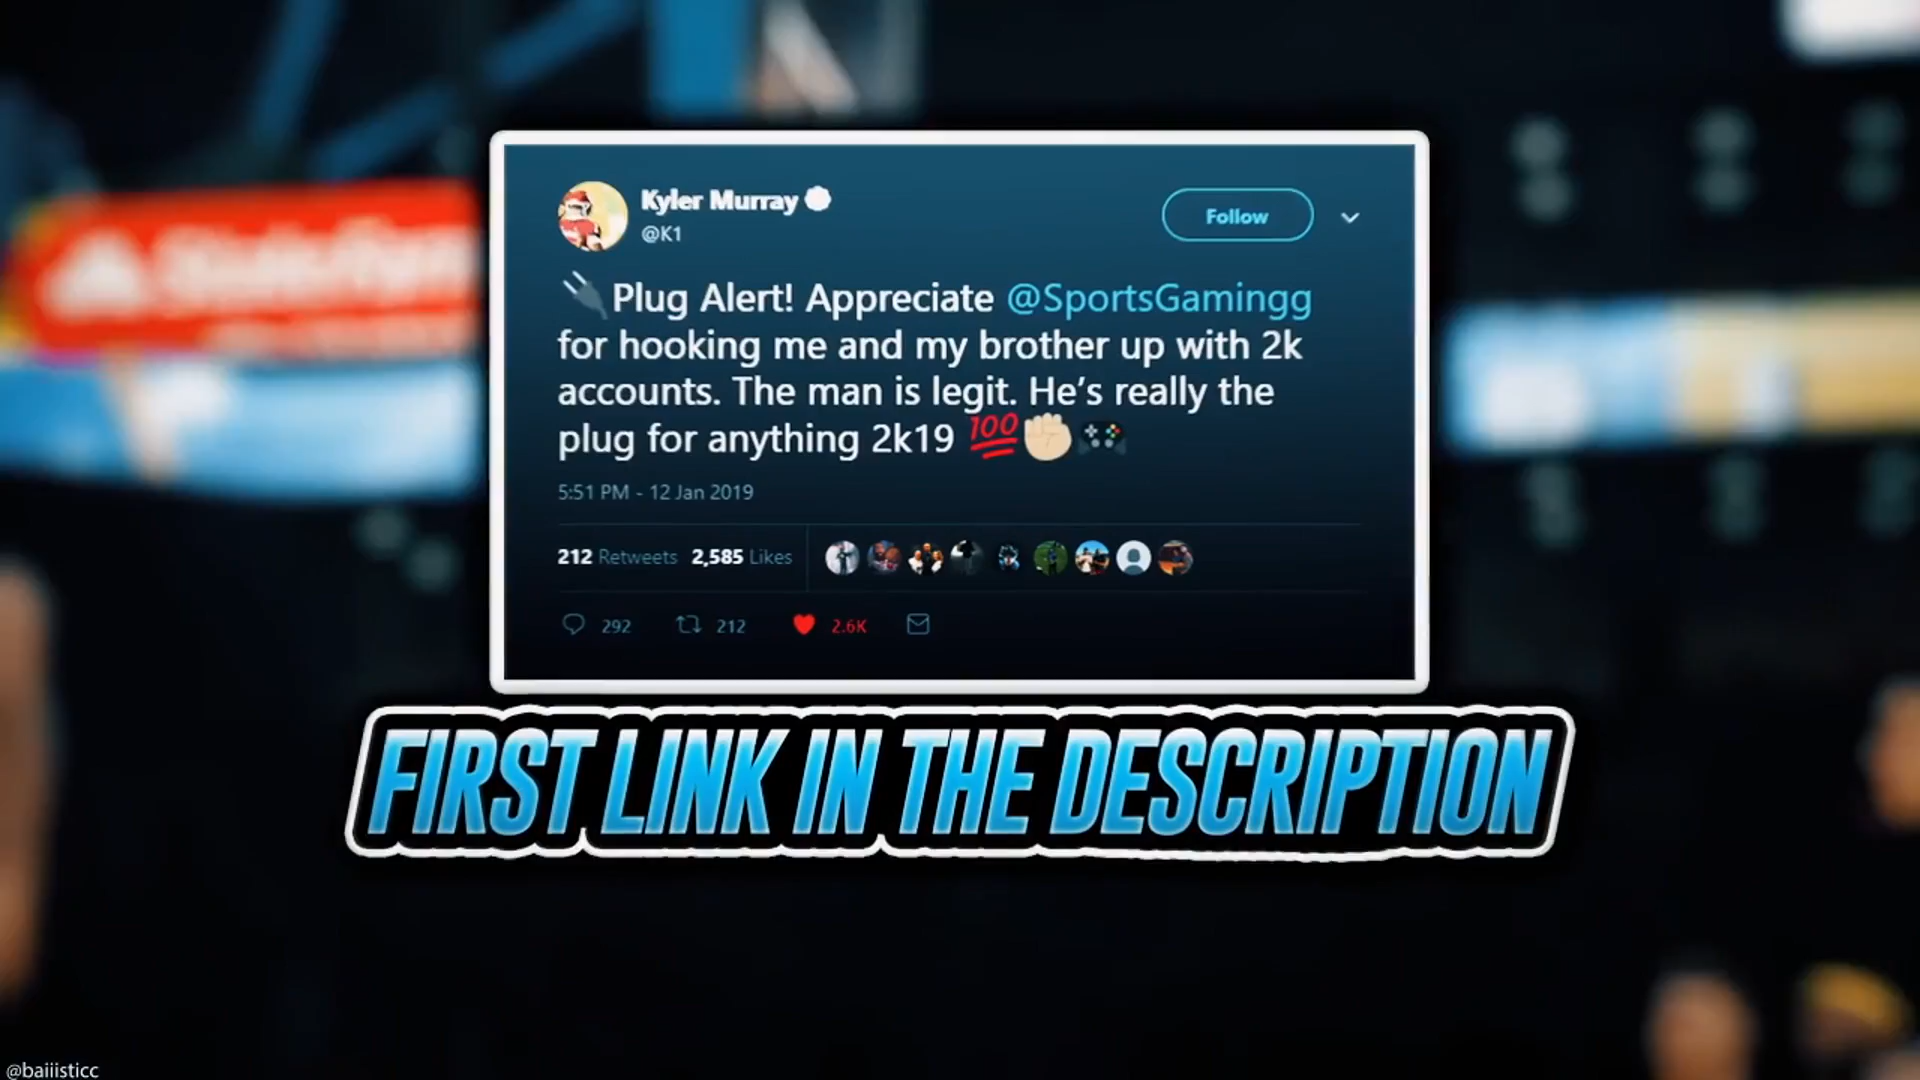 Kyler Murray
@K1
Follow
🔌Plug Alert! Appreciate @SportsGamingg
for hooking me and my brother up with 2k
accounts. The man is legit. He’s really the
plug for anything 2k19 💯✊🏼🎮
5:51 PM - 12 Jan 2019
212 Retweets 2,585 Likes
292 212 2.6K
FIRST LINK IN THE DESCRIPTION
@baiiisticc